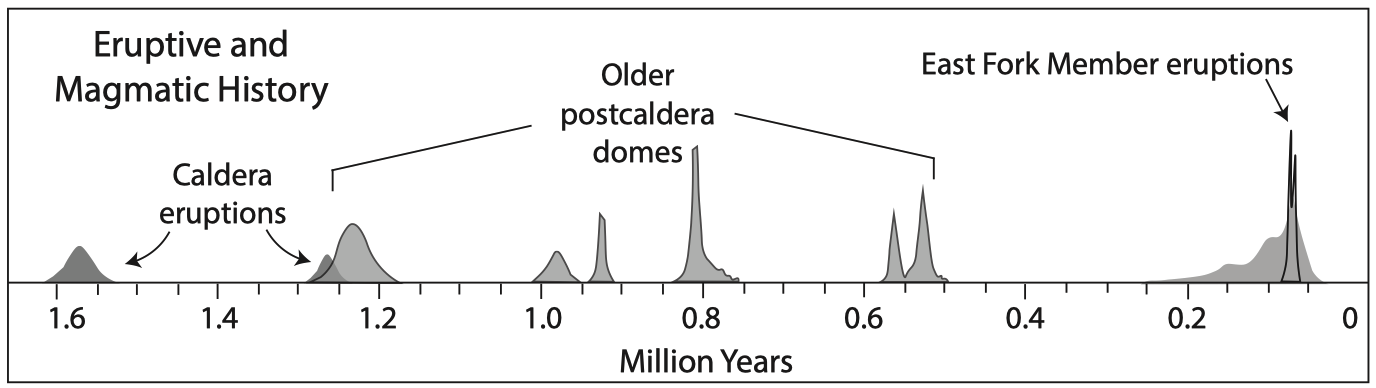 Eruptive and
Magmatic History
Caldera
eruptions
Older
postcaldera
domes
East Fork Member eruptions
1.6
1.4
1.2
1.0
0.8
0.6
0.4
0.2
0
Million Years